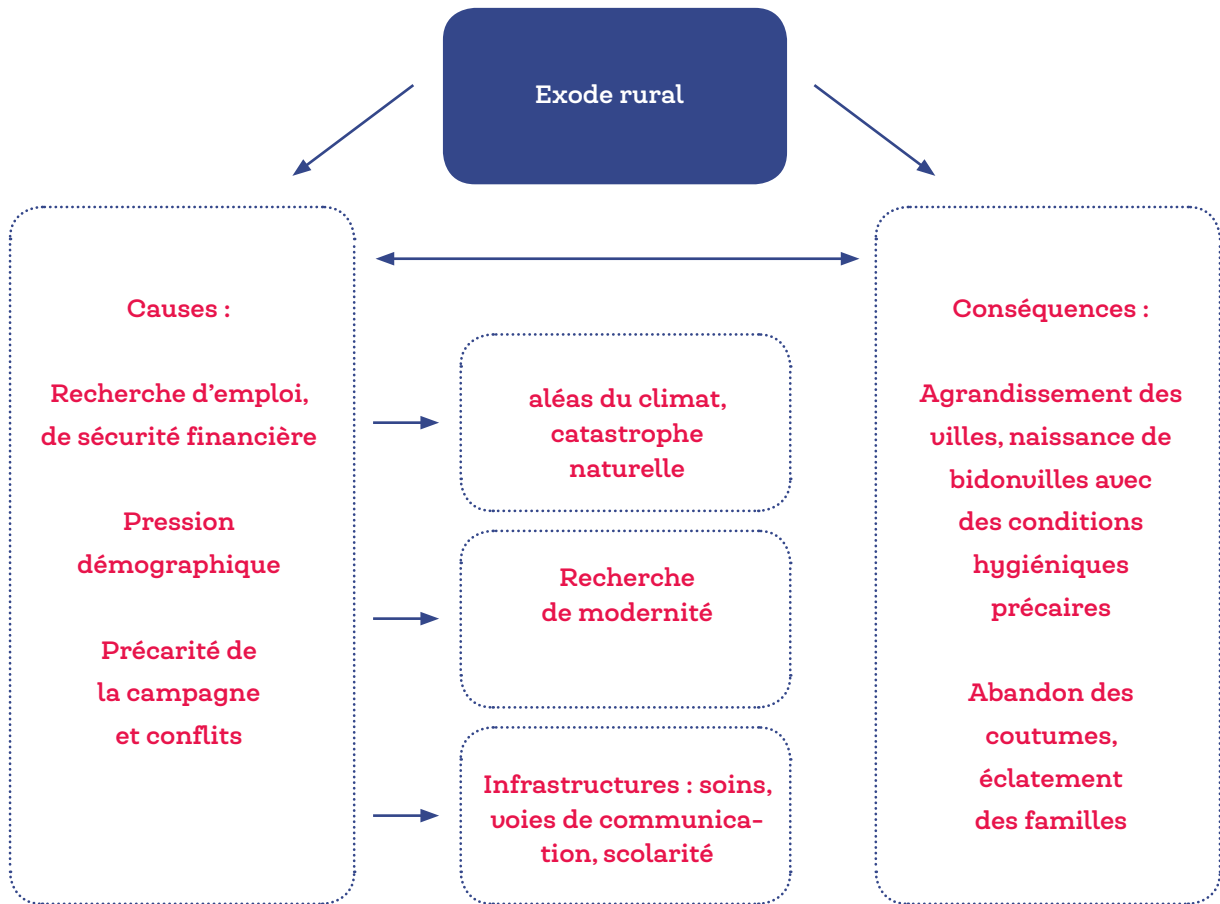 Exode rural
Causes :
Recherche d’emploi,
de sécurité financière
Pression
démographique
Précarité de
la campagne
et conflits
aléas du climat,
catastrophe
naturelle
Recherche
de modernité
Infrastructures : soins,
voies de communica-
tion, scolarité
Conséquences :
Agrandissement des
villes, naissance de
bidonvilles avec
des conditions
hygiéniques
précaires
Abandon des
coutumes,
éclatement
des familles